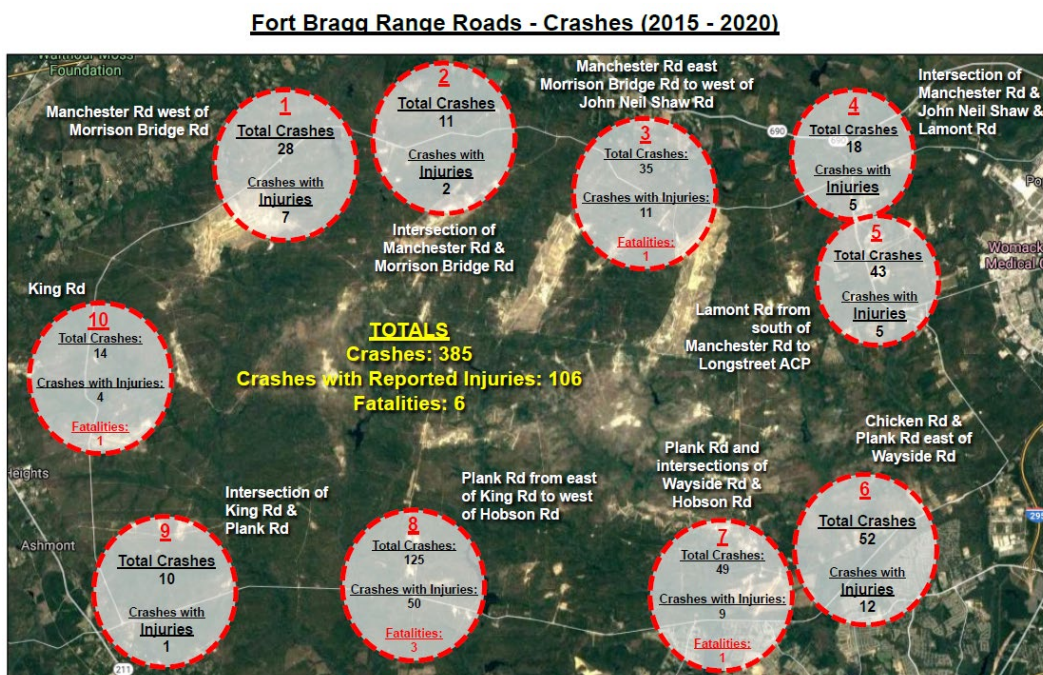 Fort Bragg Range Roads - Crashes (2015 - 2020)
Foundation
Manchester Rd west of
Morrison Bridge Rd
1
Total Crashes
28
Crashes with
Injuries
7
2
Total Crashes
11
Crashes with
Injuries
2
Intersection of
Manchester Rd &
Morrison Bridge Rd
Manchester Rd east
Morrison Bridge Rd to west of
John Neil Shaw Rd
3
Total Crashes:
35
Crashes with Injuries:
11
Fatalities:
1
690
Intersection of
Manchester Rd &
John Neil Shaw &
Lamont Rd
4
Total Crashes
18
Crashes with
Injuries
5
5
Total Crashes
43
Crashes with
Injuries
5
Womack
Medical
Lamont Rd from
south of
Manchester Rd to
Longstreet ACP
King Rd
10
Total Crashes:
14
Crashes with Injuries:
4
Fatalities:
1
TOTALS
Crashes: 385
Crashes with Reported Injuries: 106
Fatalities: 6
Heights
Ashmont
Intersection of
King Rd &
Plank Rd
9
Total Crashes
10
Crashes with
Injuries
1
211
Plank Rd from east
of King Rd to west
of Hobson Rd
8
Total Crashes:
125
Crashes with Injuries:
50
Fatalities:
3
Plank Rd and
intersections of
Wayside Rd &
Hobson Rd
7
Total Crashes:
49
Crashes with Injuries:
9
Fatalities:
1
Chicken Rd &
Plank Rd east of
Wayside Rd
6
Total Crashes
52
Crashes with
Injuries
12
295